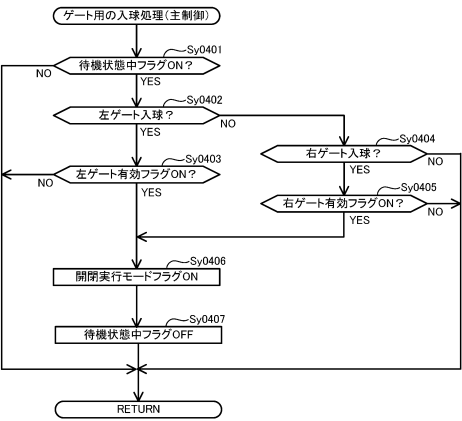 ゲート用の入球処理(主制御)
Sy0401
待機状態中フラグON?
NO
YES
Sy0402
左ゲート入球?
NO
YES
Sy0404
右ゲート入球?
NO
YES
Sy0403
左ゲート有効フラグON?
NO
YES
Sy0405
右ゲート有効フラグON?
NO
YES
Sy0406
開閉実行モードフラグON
Sy0407
待機状態中フラグOFF
RETURN